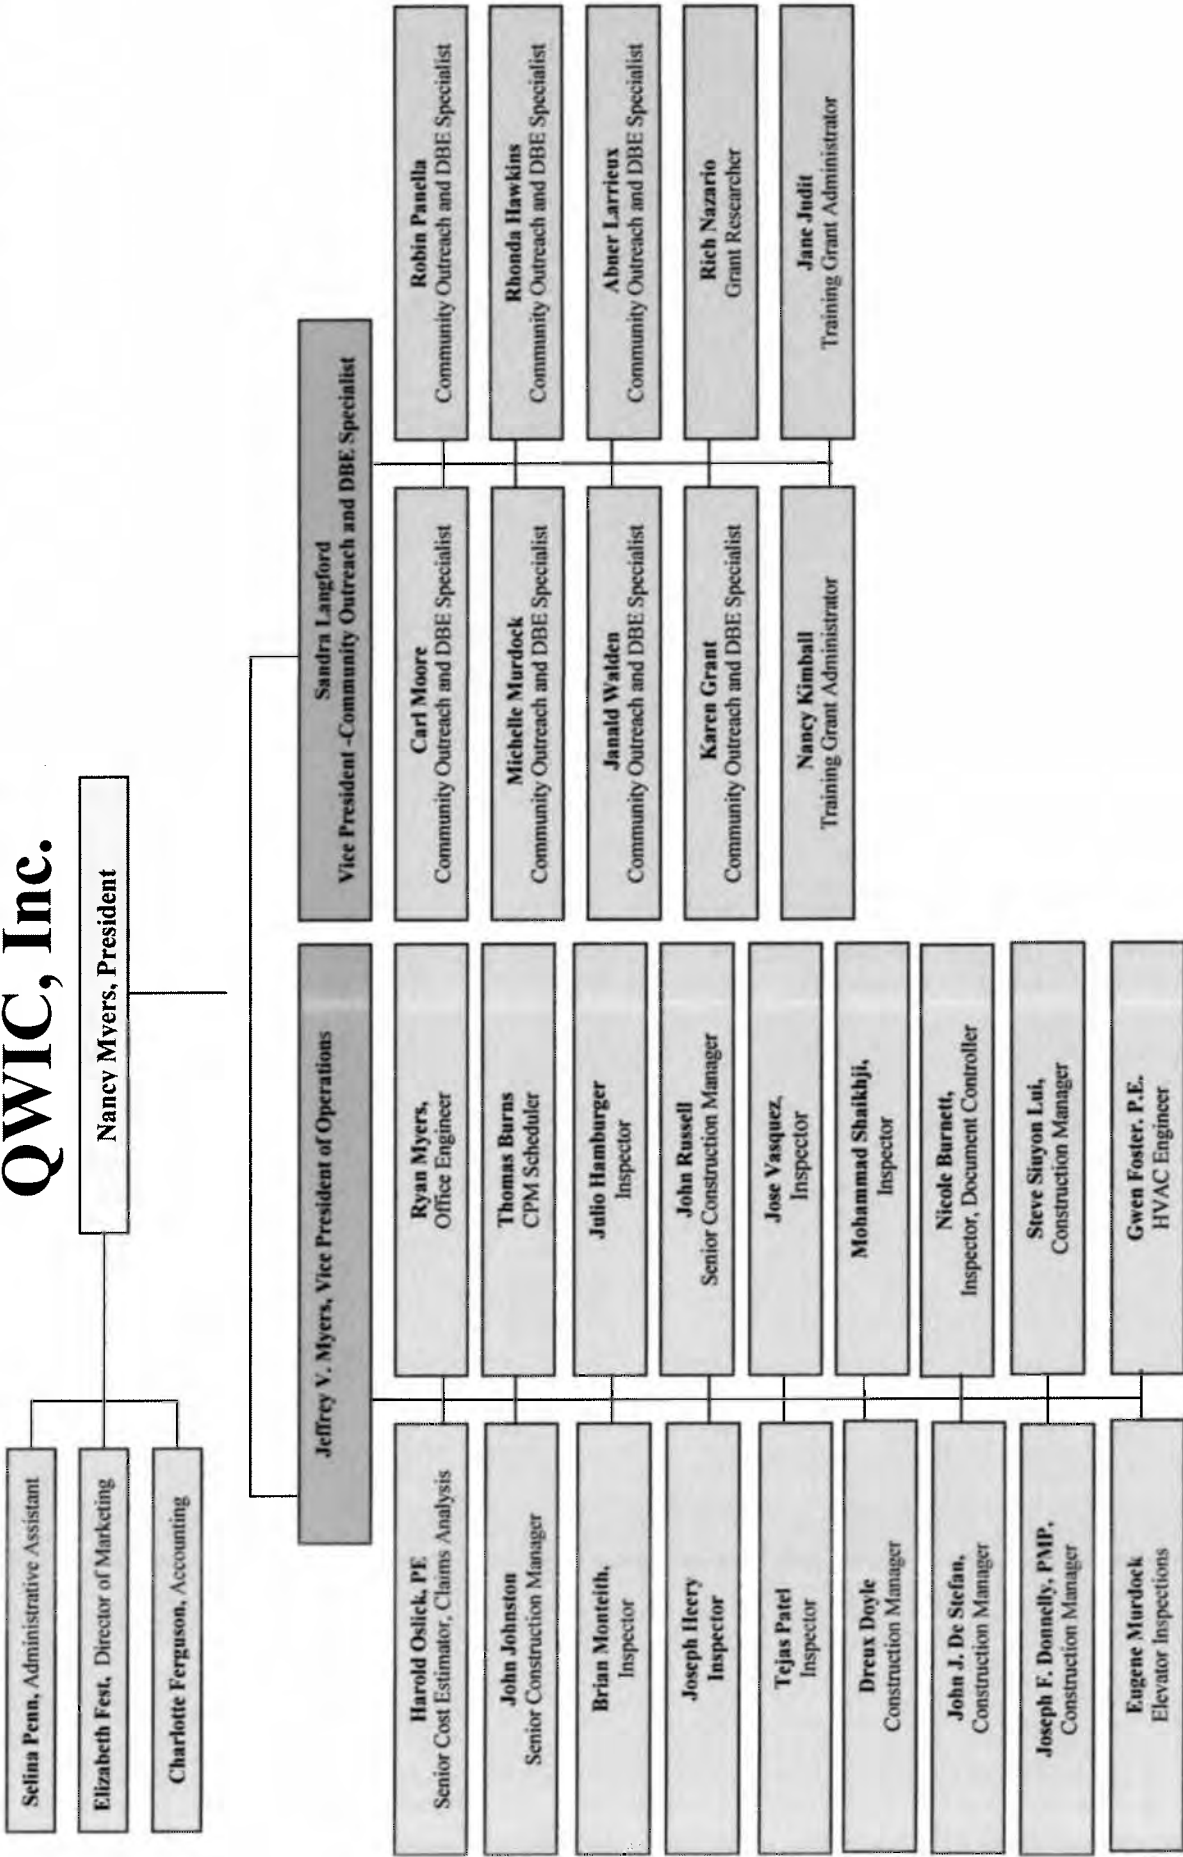 QWIC, Inc.
Nancy Myers, President
Selina Penn, Administrative Assistant
Elizabeth Fest, Director of Marketing
Charlotte Ferguson, Accounting
Jeffrey V. Myers, Vice President of Operations
Harold Oslick, PE
Senior Cost Estimator, Claims Analysis
Ryan Myers,
Office Engineer
John Johnston
Senior Construction Manager
Thomas Burns
CPM Scheduler
Brian Monteith,
Inspector
Julio Hamburger
Inspector
Joseph Heery
Inspector
John Russell
Senior Construction Manager
Tejas Patel
Inspector
Jose Vasquez,
Inspector
Dreux Doyle
Construction Manager
Mohammad Shaikhji,
Inspector
John J. De Stefan,
Construction Manager
Nicole Burnett,
Inspector, Document Controller
Joseph F. Donnelly, PMP,
Construction Manager
Steve Sinyon Lui,
Construction Manager
Eugene Murdock
Elevator Inspections
Gwen Foster, P.E.
HVAC Engineer
Sandra Langford
Vice President -Community Outreach and DBE Specialist
Carl Moore
Community Outreach and DBE Specialist
Robin Panella
Community Outreach and DBE Specialist
Michelle Murdock
Community Outreach and DBE Specialist
Rhonda Hawkins
Community Outreach and DBE Specialist
Janald Walden
Community Outreach and DBE Specialist
Abner Larrieux
Community Outreach and DBE Specialist
Karen Grant
Community Outreach and DBE Specialist
Rich Nazario
Grant Researcher
Nancy Kimball
Training Grant Administrator
Jane Judit
Training Grant Administrator